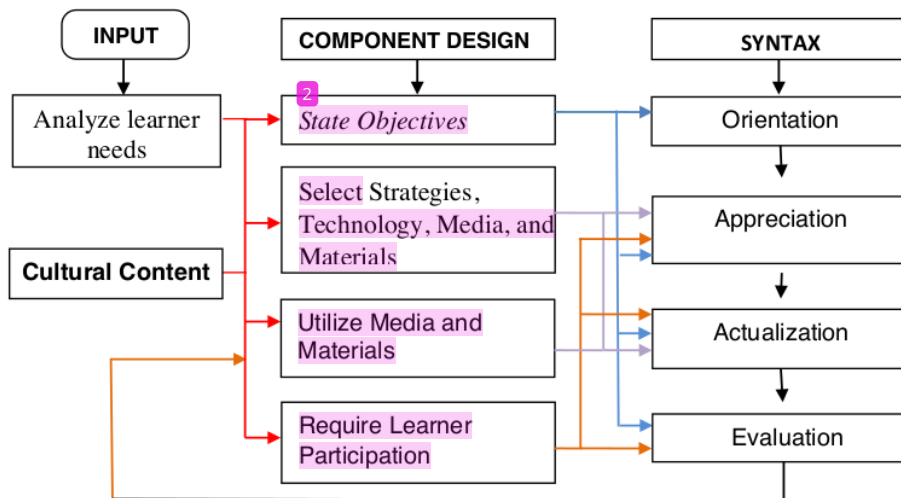 INPUT
COMPONENT DESIGN
SYNTAX
Analyze learner
needs
2
State Objectives
Orientation
Select Strategies,
Technology, Media, and
Materials
Appreciation
Cultural Content
Utilize Media and
Materials
Actualization
Require Learner
Participation
Evaluation